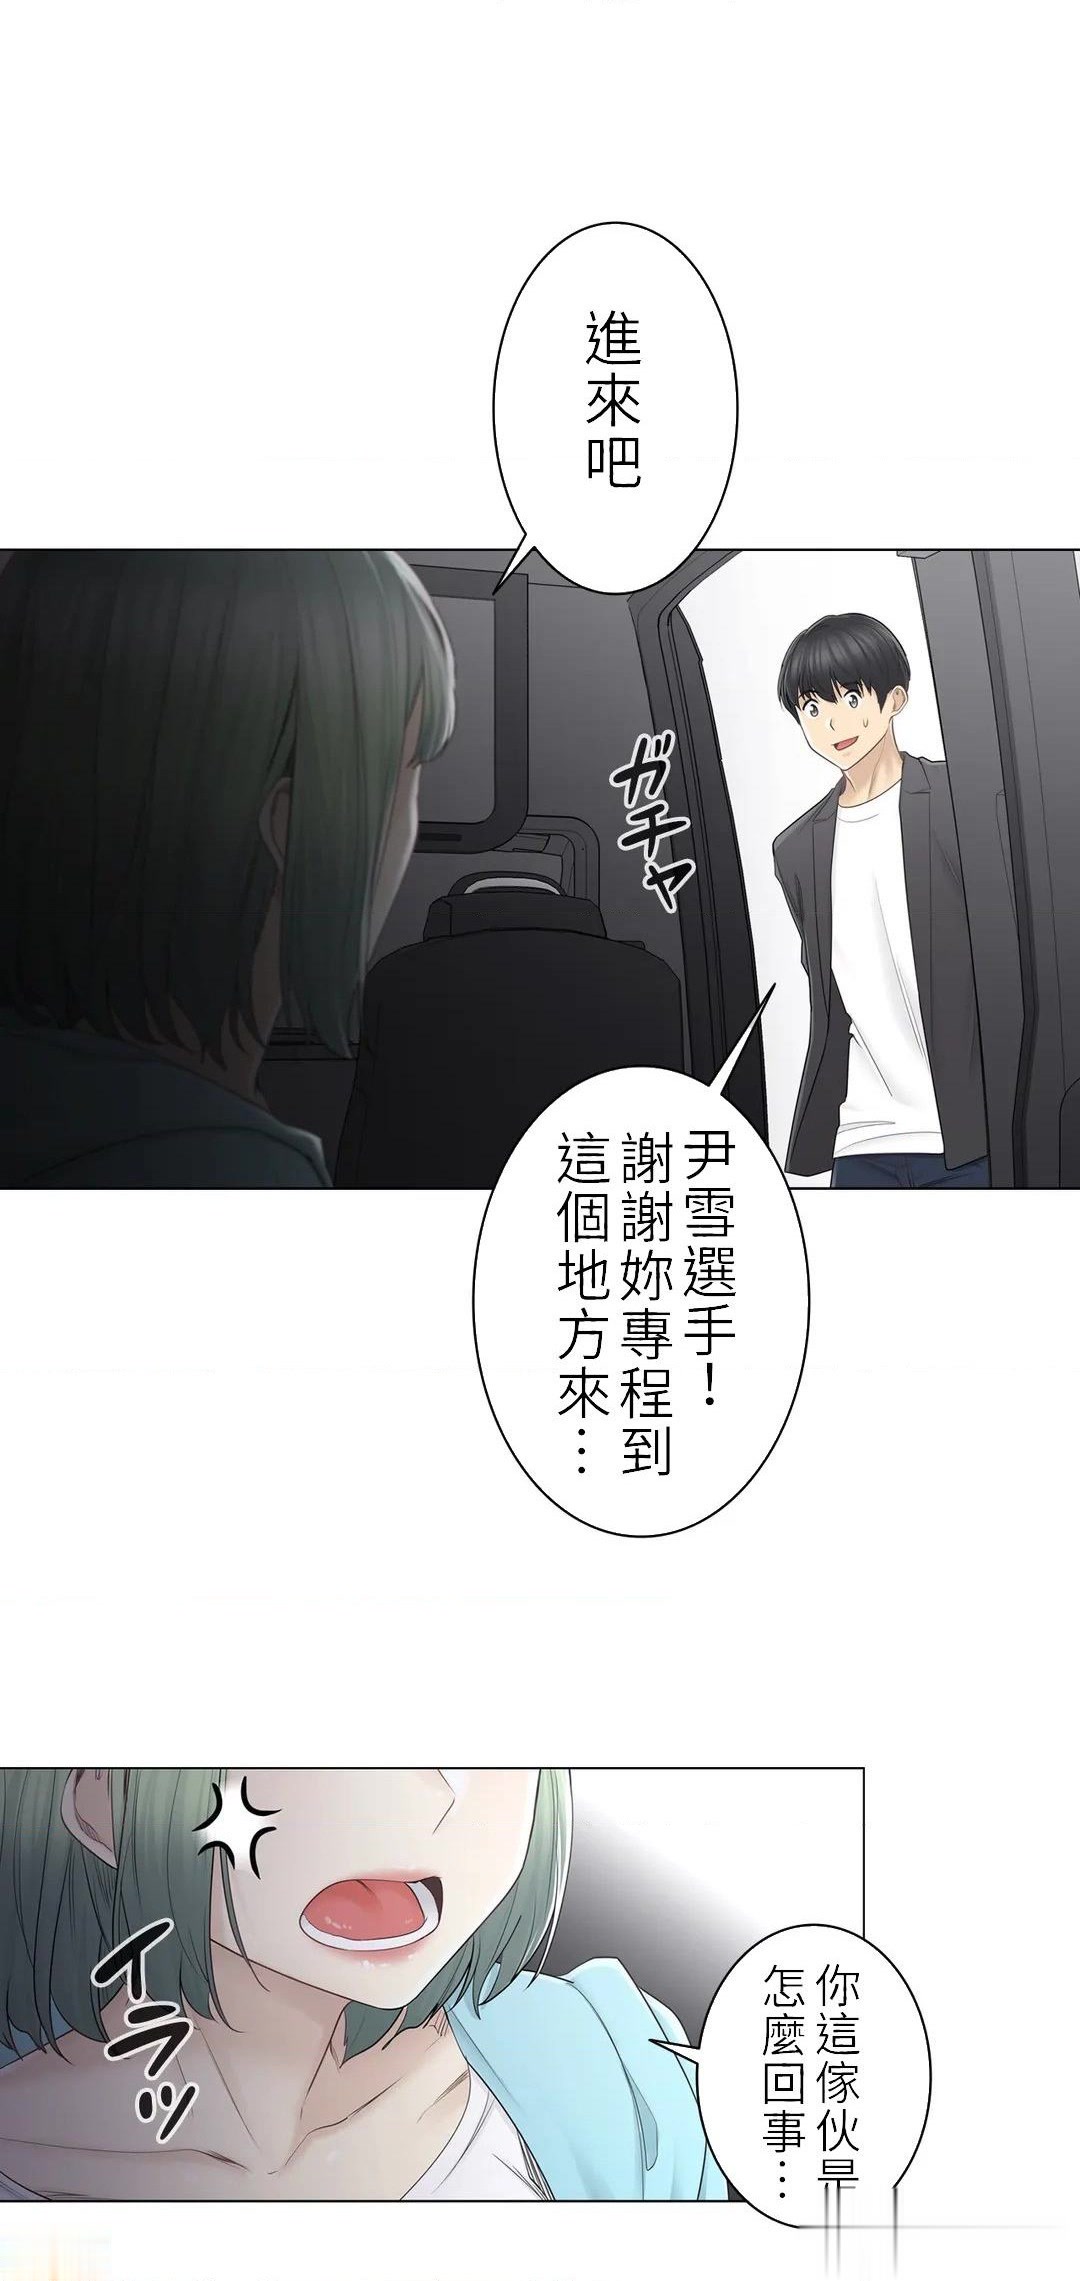 進來吧
ガチャ
尹雪選手！
謝謝妳專程到
這個地方來…
イラッ
你這傢伙是
怎麼回事…